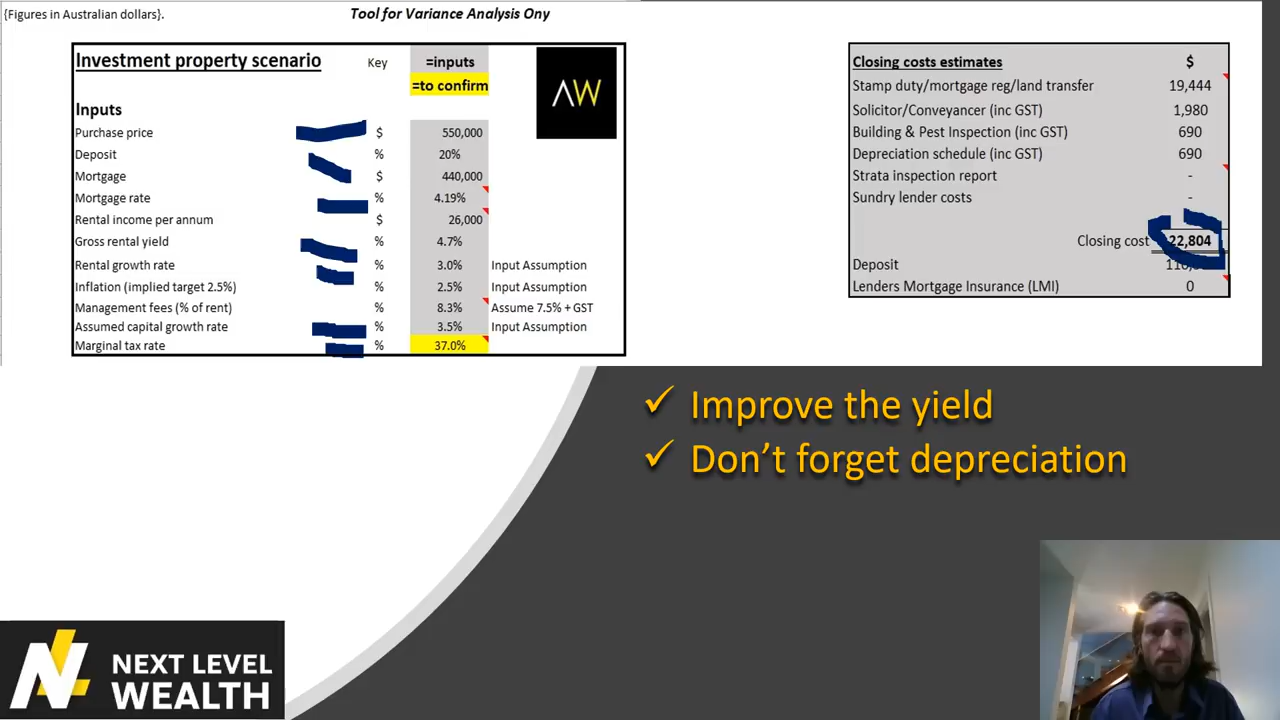 {Figures in Australian dollars}.
Tool for Variance Analysis Ony
Investment property scenario Key =inputs
=to confirm
Inputs
Purchase price $ 550,000
Deposit % 20%
Mortgage $ 440,000
Mortgage rate % 4.19%
Rental income per annum $ 26,000
Gross rental yield % 4.7%
Rental growth rate % 3.0% Input Assumption
Inflation (implied target 2.5%) % 2.5% Input Assumption
Management fees (% of rent) % 8.3% Assume 7.5% + GST
Assumed capital growth rate % 3.5% Input Assumption
Marginal tax rate % 37.0%
AW
Closing costs estimates $
Stamp duty/mortgage reg/land transfer 19,444
Solicitor/Conveyancer (inc GST) 1,980
Building & Pest Inspection (inc GST) 690
Depreciation schedule (inc GST) 690
Strata inspection report -
Sundry lender costs -
Closing cost 22,804
Deposit
Lenders Mortgage Insurance (LMI) 0
✓ Improve the yield
✓ Don't forget depreciation
NEXT LEVEL
WEALTH